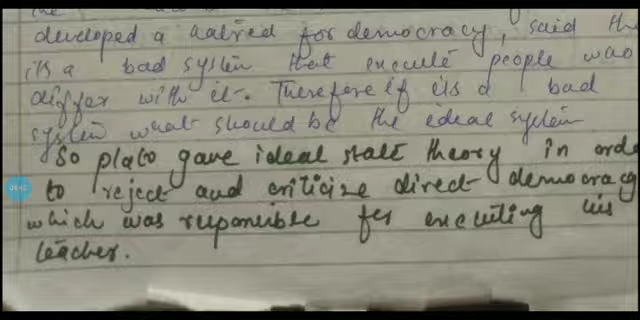 the
developed a hatred for democracy, said the
its a bad system that execute people who
differ with it. Therefore if its a bad
system what should be the ideal system
So plato gave ideal state theory in orde
to reject and criticize direct democracy
which was responsible for executing his
teacher.